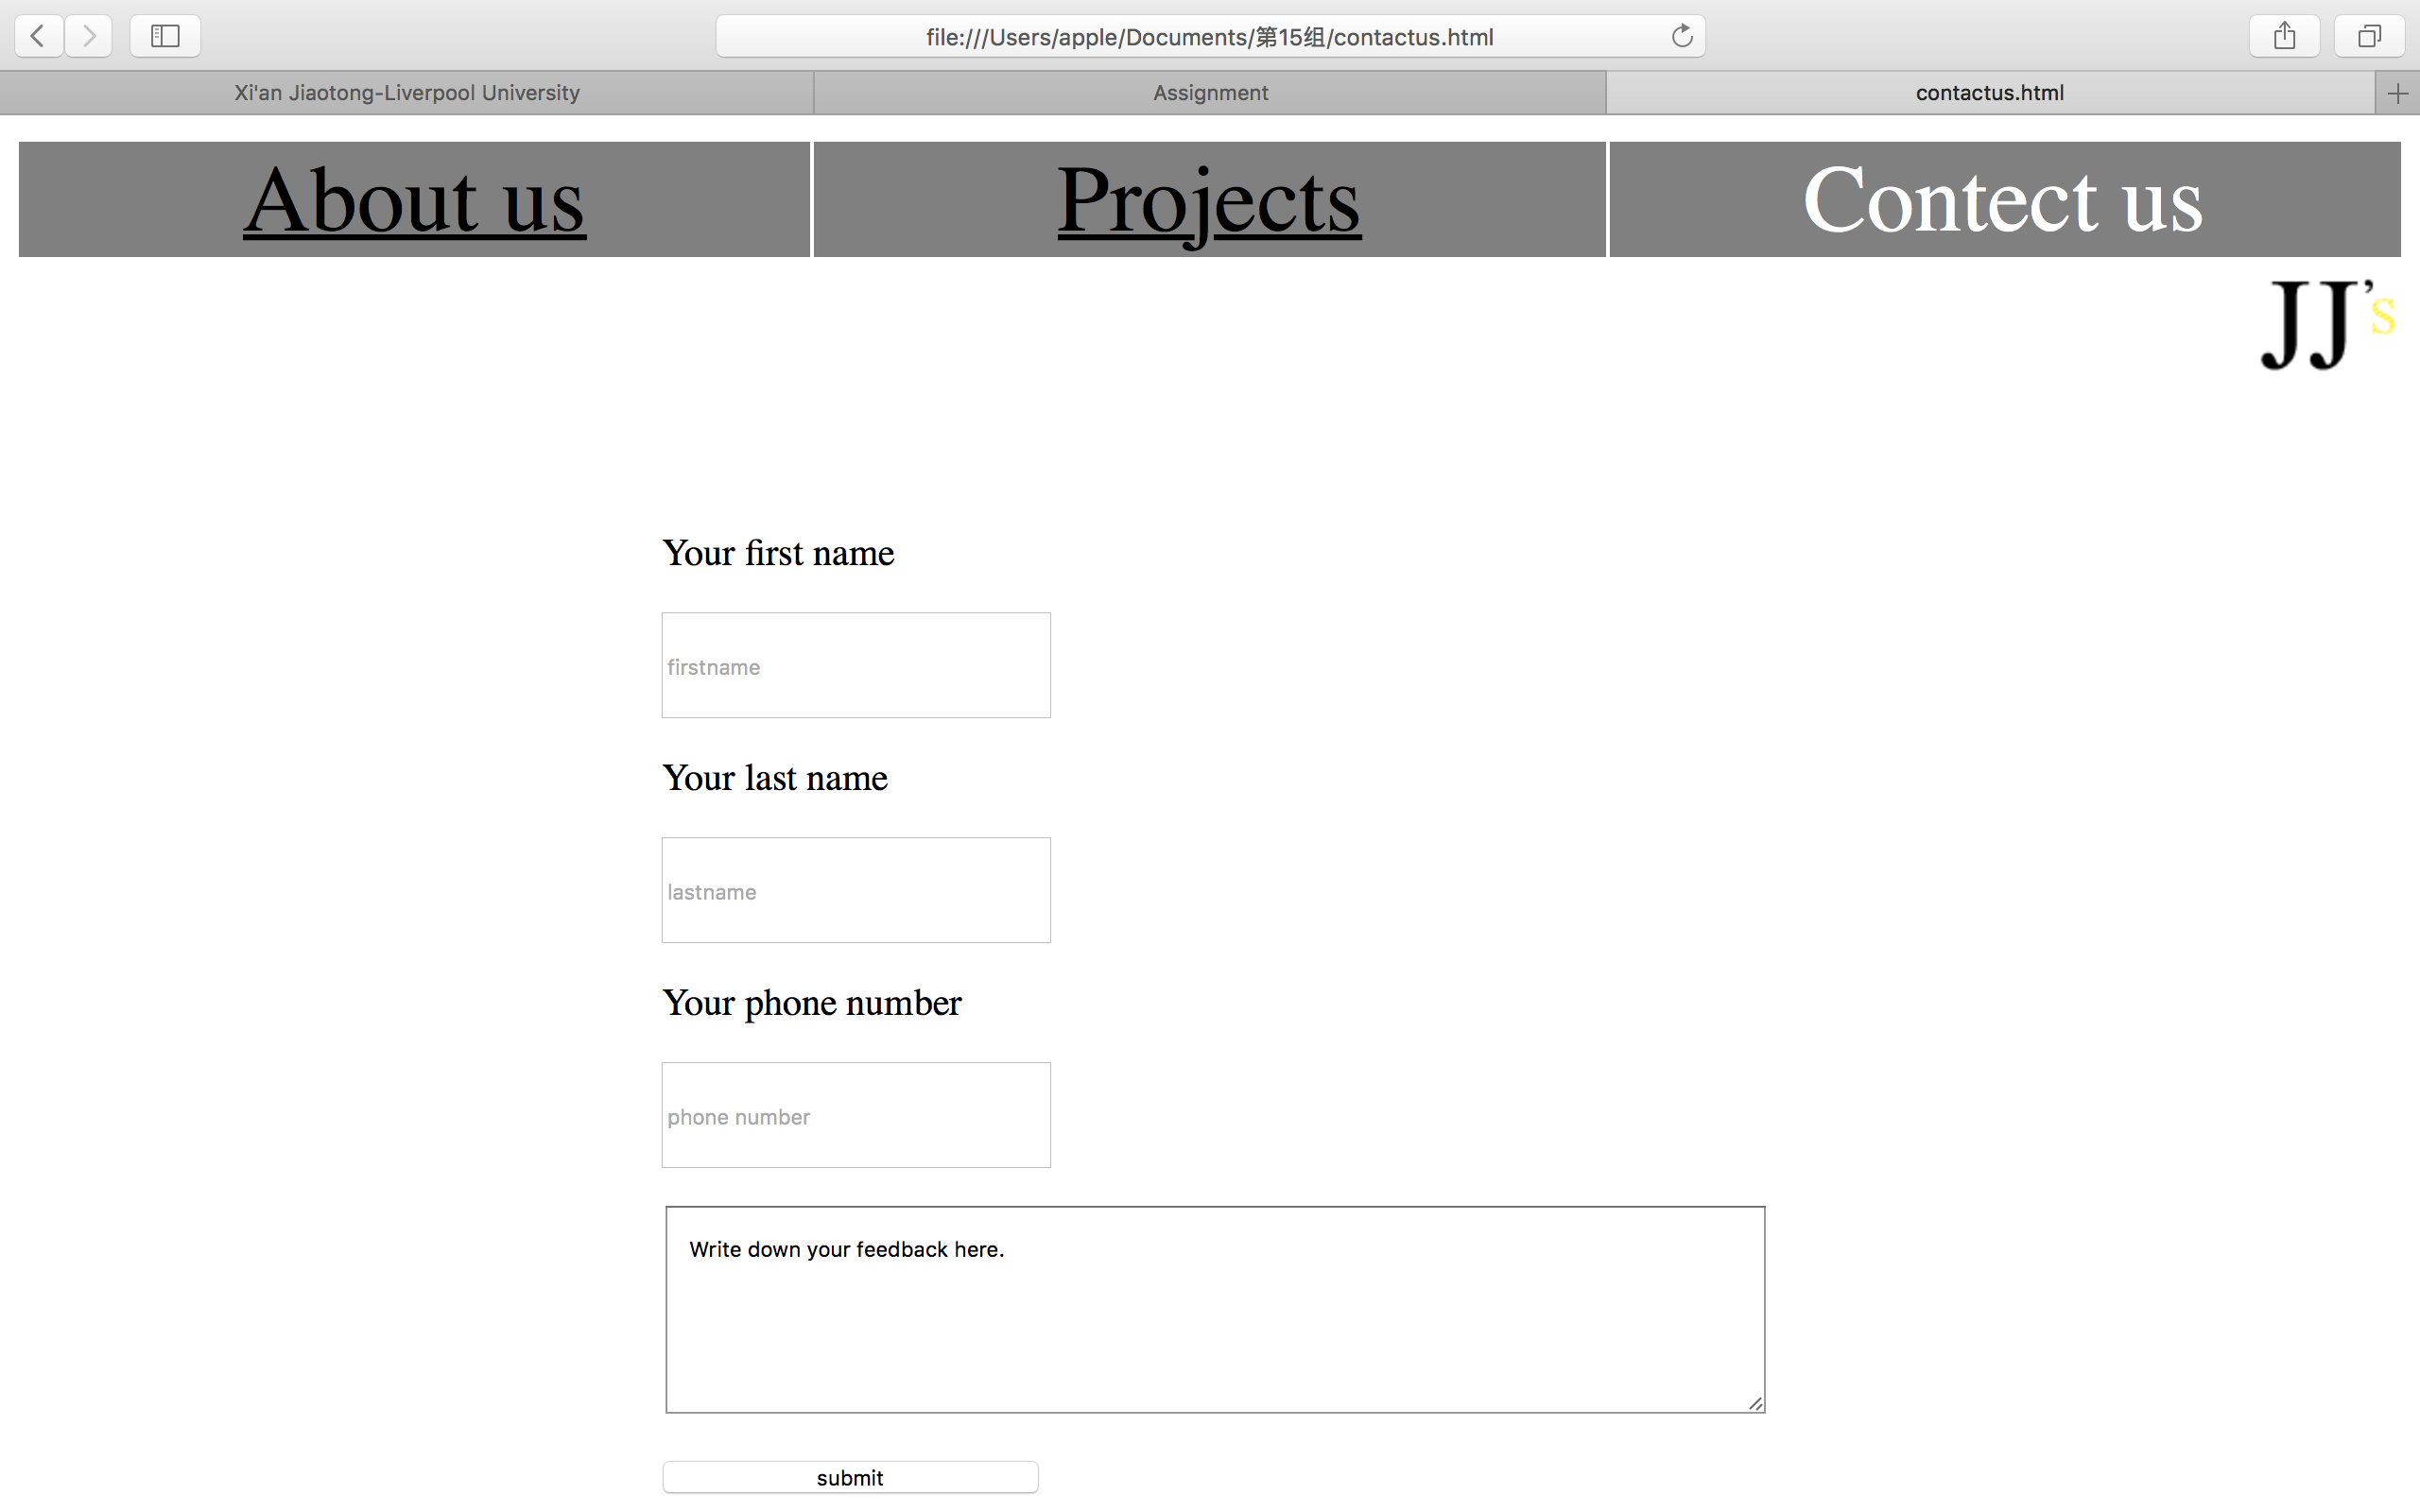 file:///Users/apple/Documents/第15组/contactus.html
Xi'an Jiaotong-Liverpool University Assignment contactus.html
About us Projects Contect us
JJ's
Your first name
firstname
Your last name
lastname
Your phone number
phone number
Write down your feedback here.
submit